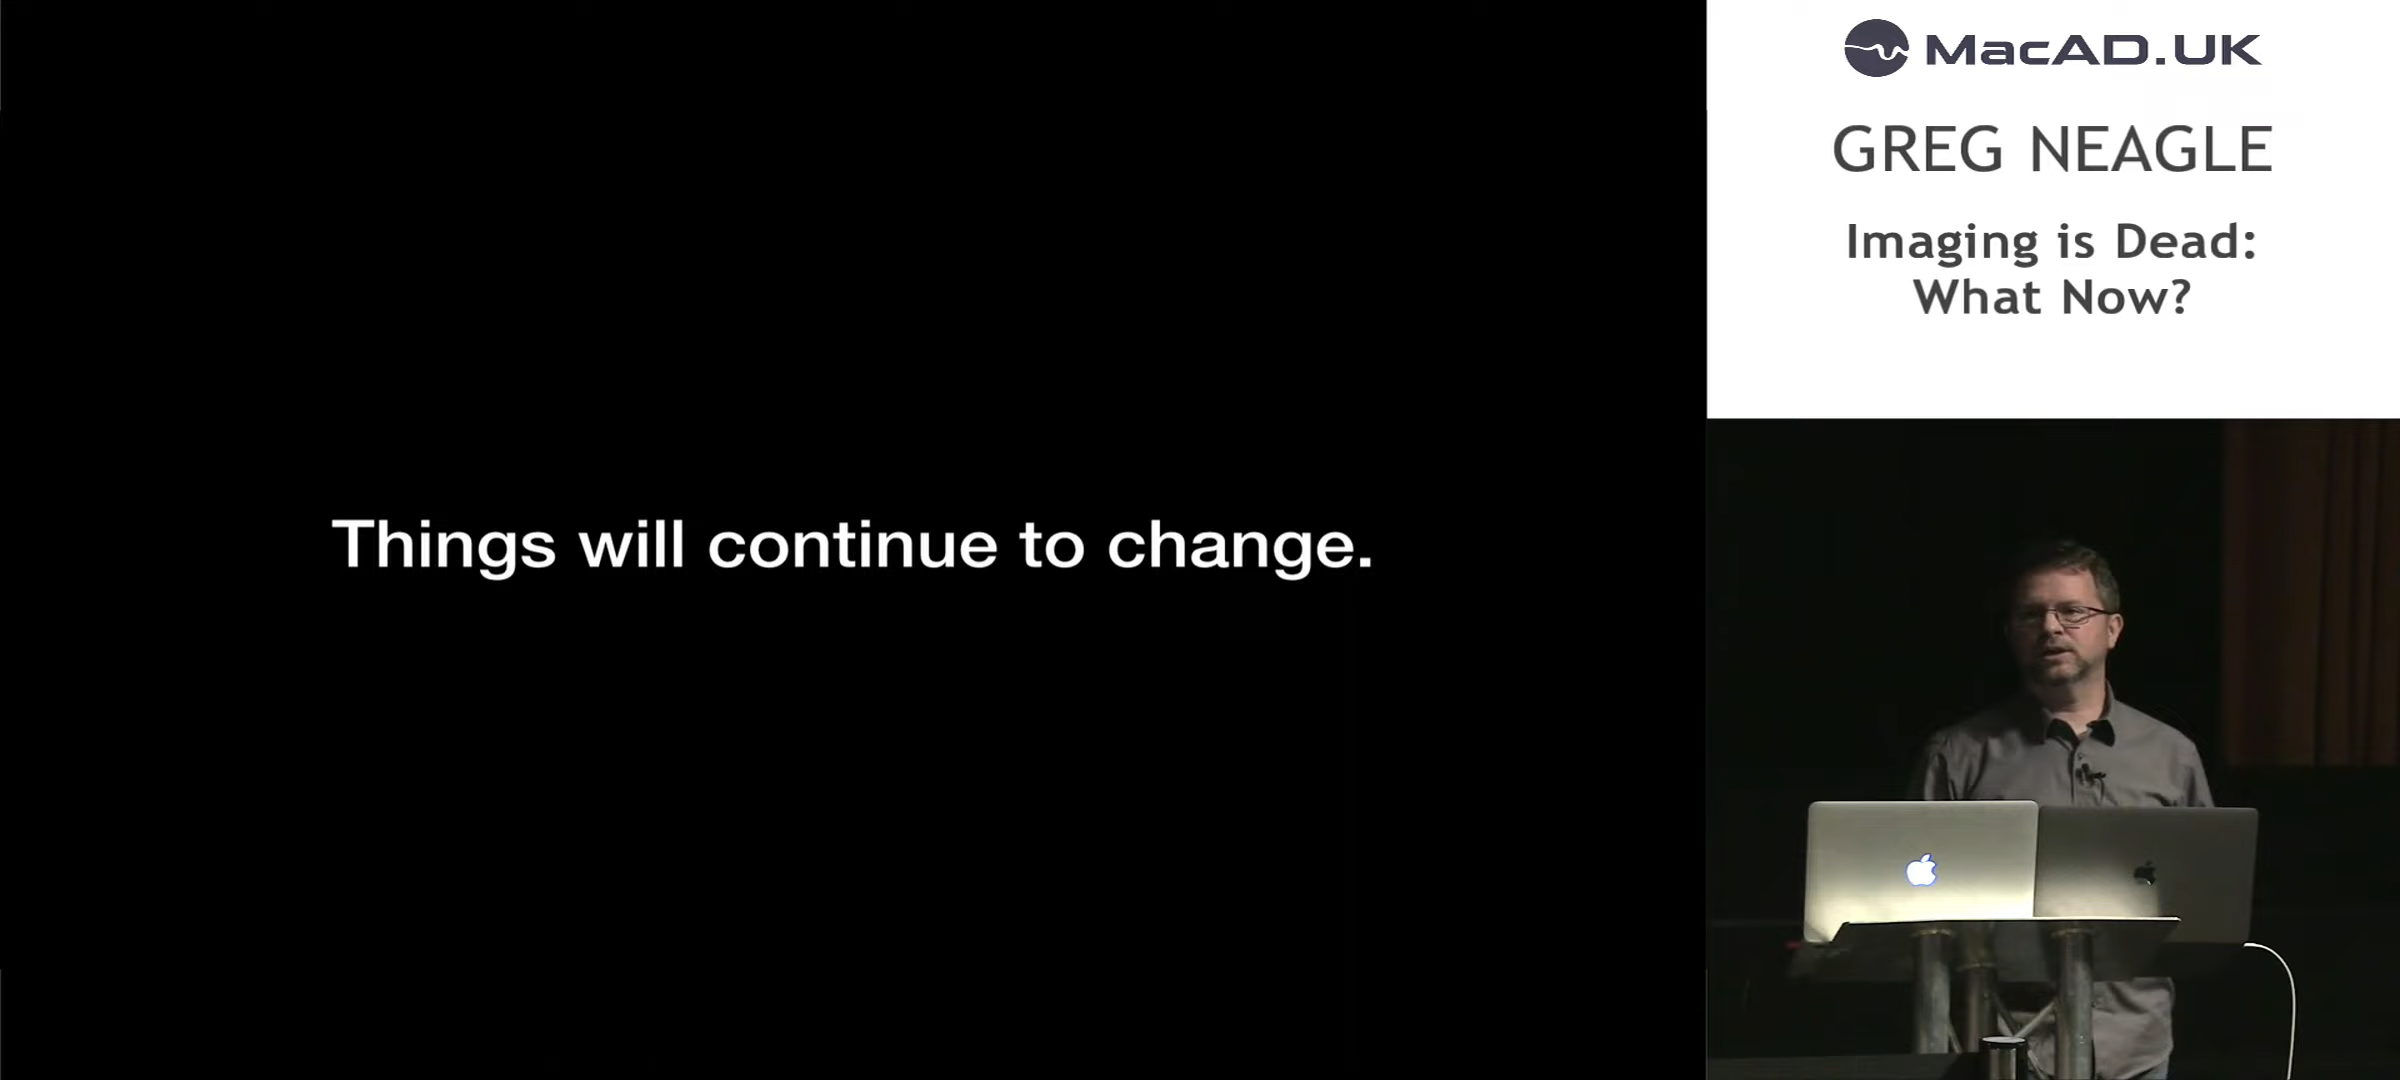 Things will continue to change.
MacAD.UK
GREG NEAGLE
Imaging is Dead:
What Now?